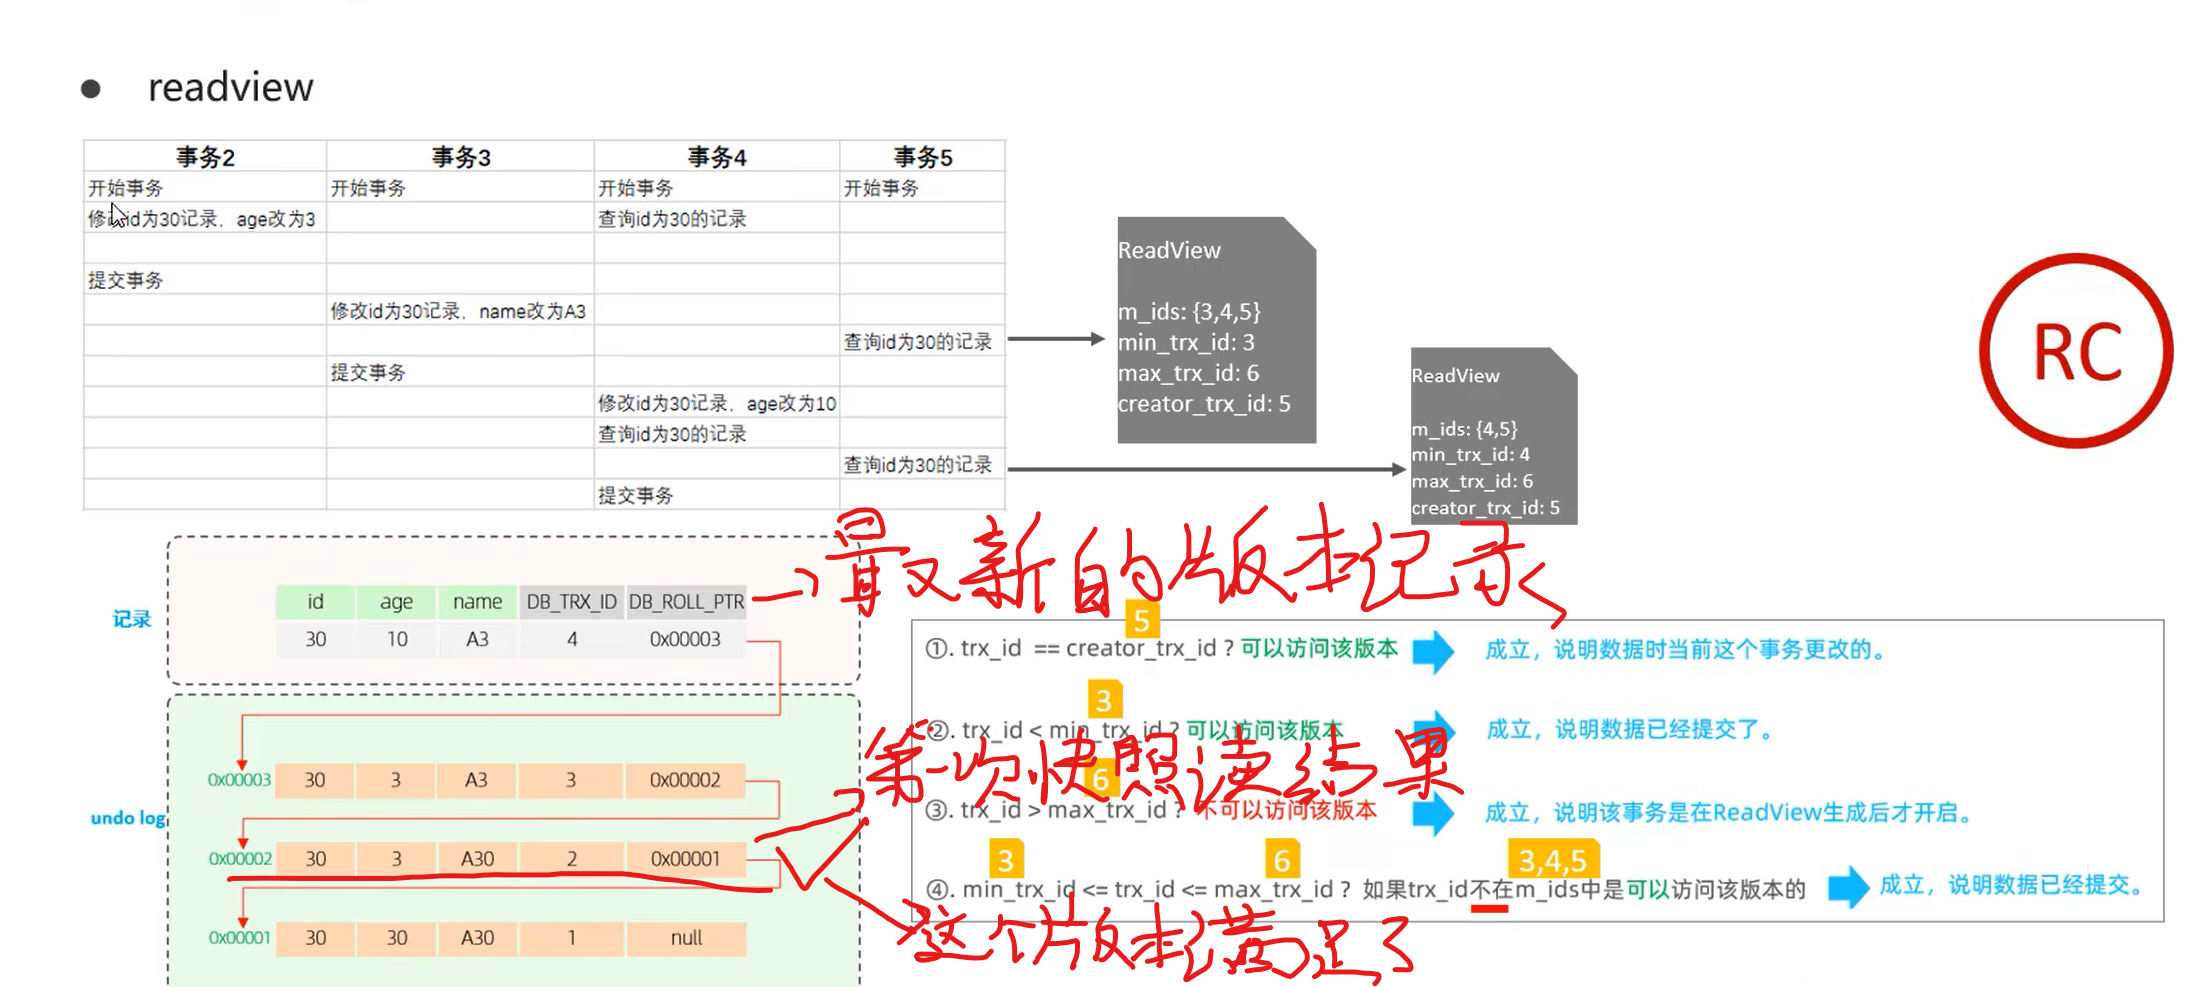 ● readview
事务2 事务3 事务4 事务5
开始事务 开始事务 开始事务 开始事务
修改id为30记录，age改为3 查询id为30的记录
提交事务
修改id为30记录，name改为A3
查询id为30的记录
提交事务
修改id为30记录，age改为10
查询id为30的记录
查询id为30的记录
提交事务
ReadView
m_ids: {3,4,5}
min_trx_id: 3
max_trx_id: 6
creator_trx_id: 5
ReadView
m_ids: {4,5}
min_trx_id: 4
max_trx_id: 6
creator_trx_id: 5
RC
最新的版本记录
记录
id age name DB_TRX_ID DB_ROLL_PTR
30 10 A3 4 0x00003
undo log
0x00003 30 3 A3 3 0x00002
0x00002 30 3 A30 2 0x00001
0x00001 30 30 A30 1 null
5
①. trx_id == creator_trx_id ? 可以访问该版本 成立，说明数据时当前这个事务更改的。
3
②. trx_id < min_trx_id ? 可以访问该版本 成立，说明数据已经提交了。
第一次快照读结果
6
③. trx_id > max_trx_id ? 不可以访问该版本 成立，说明该事务是在ReadView生成后才开启。
3 6 3,4,5
④. min_trx_id <= trx_id <= max_trx_id ? 如果trx_id不在m_ids中是可以访问该版本的 成立，说明数据已经提交。
这个版本满足了